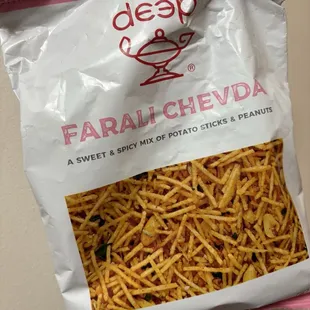 deep
®
FARALI CHEVDA
A SWEET & SPICY MIX OF POTATO STICKS & PEANUTS